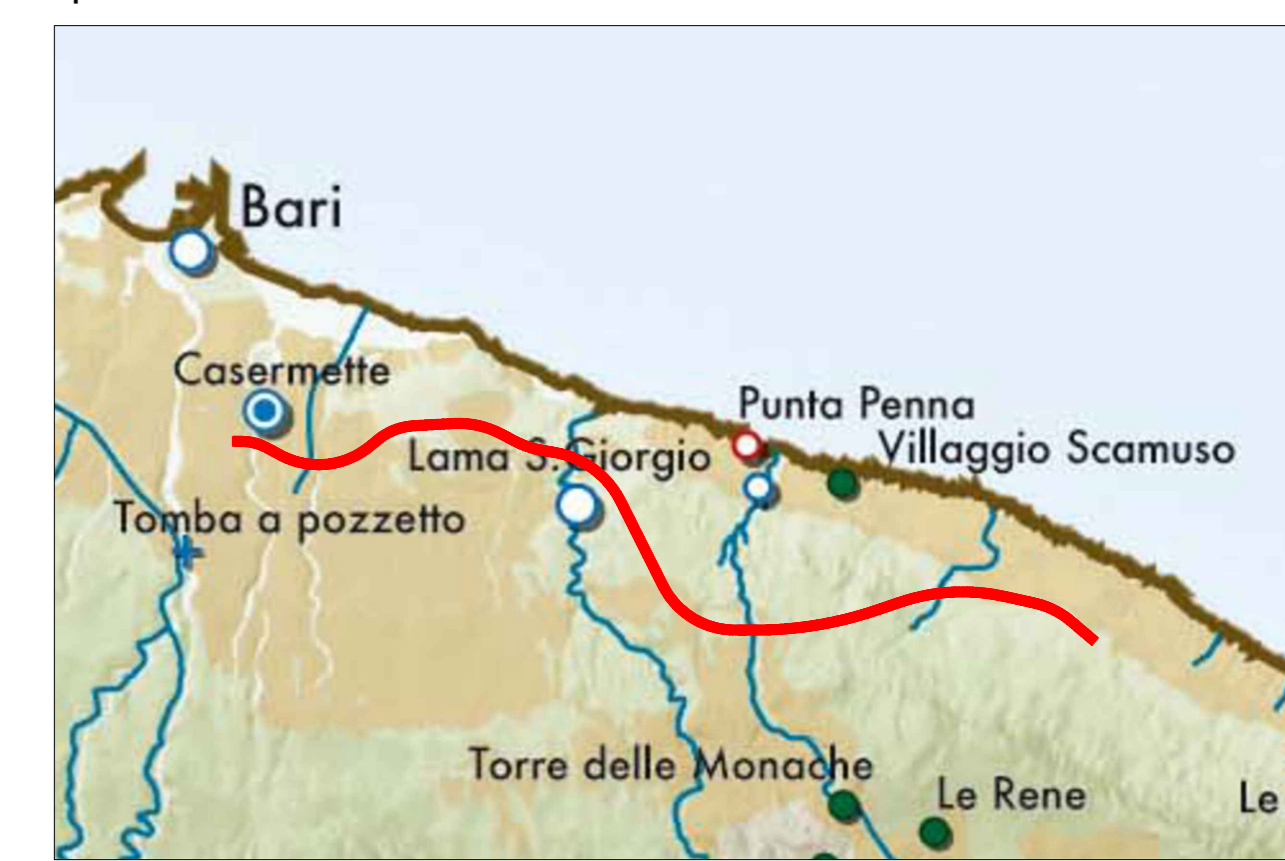 Bari
Casermette
Punta Penna
Lama S. Giorgio
Villaggio Scamuso
Tomba a pozzetto
Torre delle Monache
Le Rene
Le